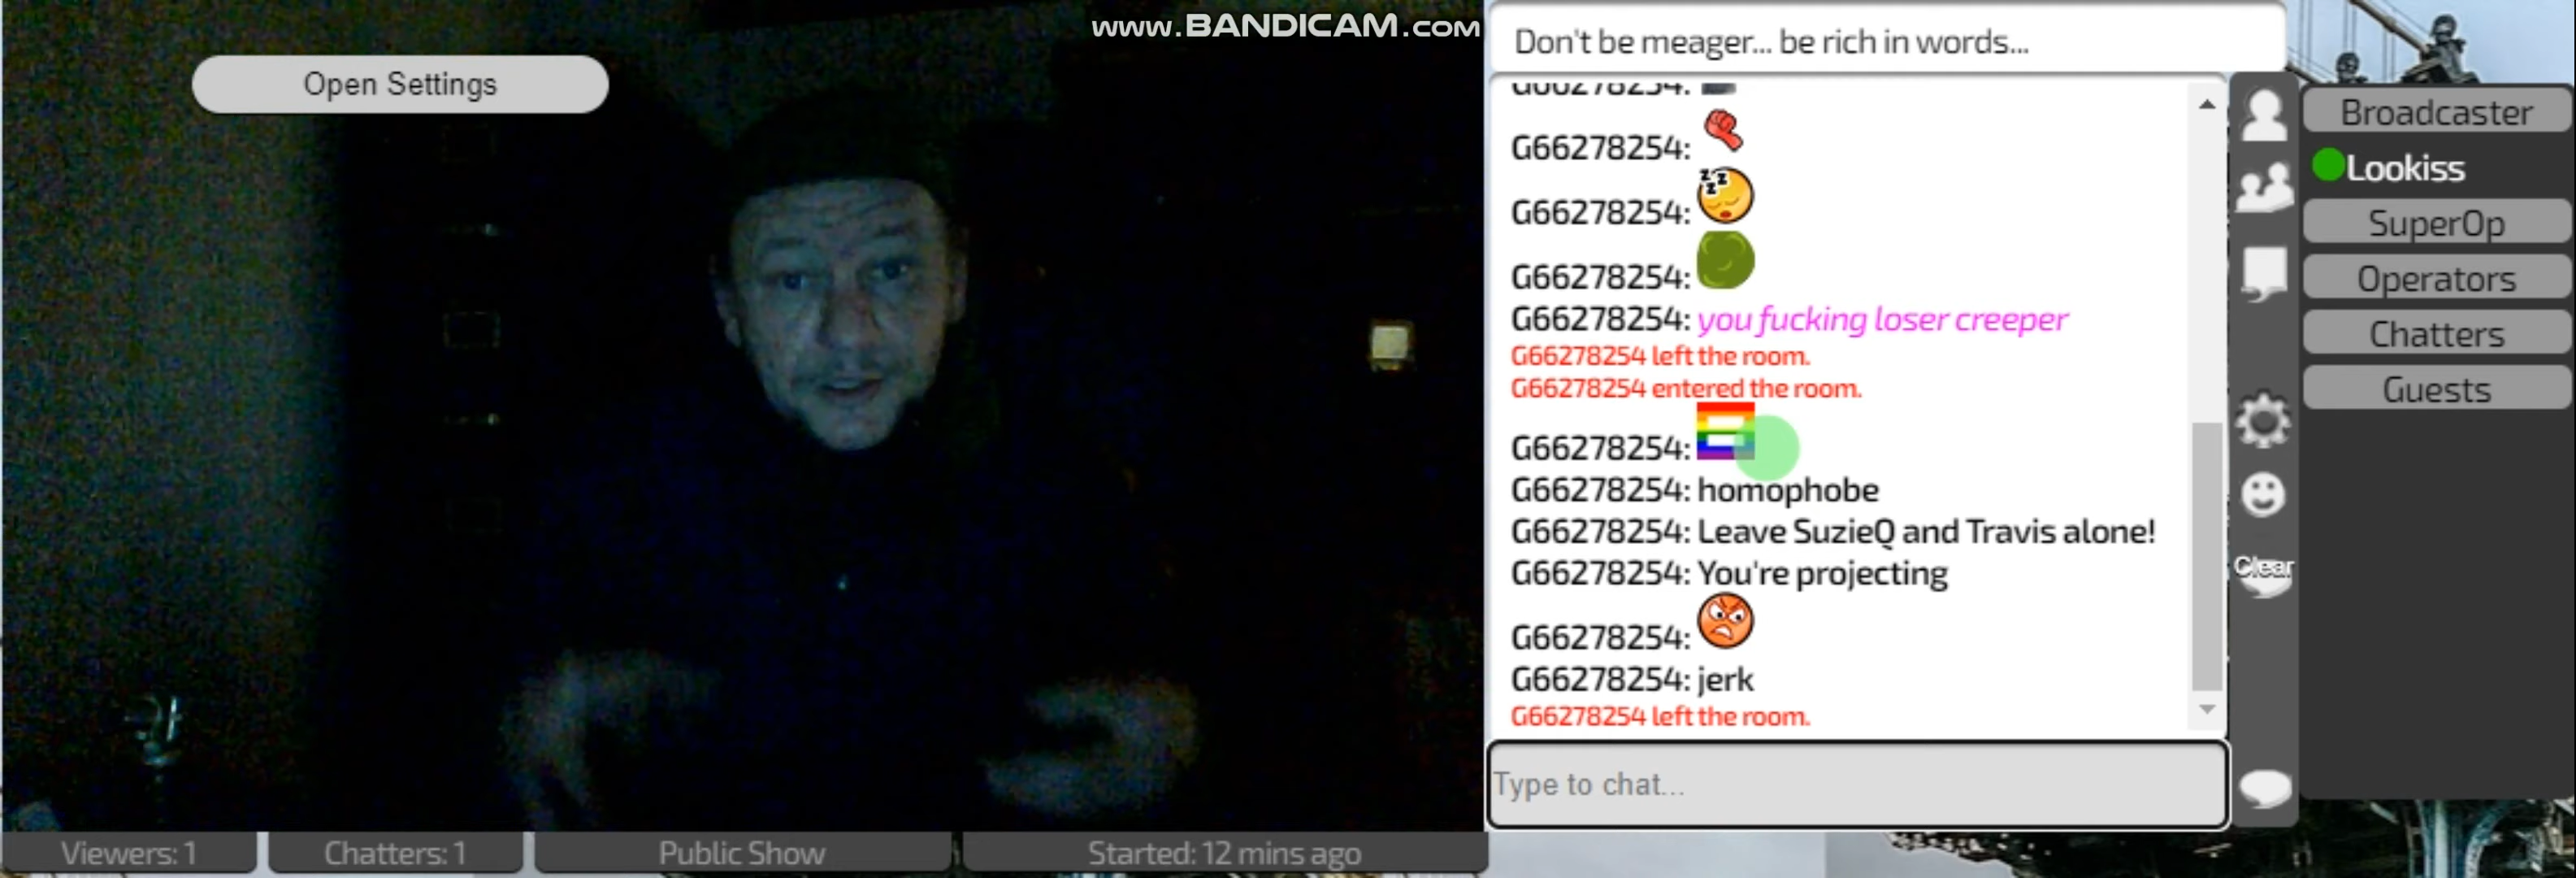 www.BANDICAM.com
Open Settings
Don't be meager... be rich in words...
G66278254:
G66278254:
G66278254:
G66278254:
G66278254: you fucking loser creeper
G66278254 left the room.
G66278254 entered the room.
G66278254:
G66278254: homophobe
G66278254: Leave SuzieQ and Travis alone!
G66278254: You're projecting
G66278254:
G66278254: jerk
G66278254 left the room.
Type to chat...
Clear
Broadcaster
Lookiss
SuperOp
Operators
Chatters
Guests
Viewers: 1
Chatters: 1
Public Show
Started: 12 mins ago